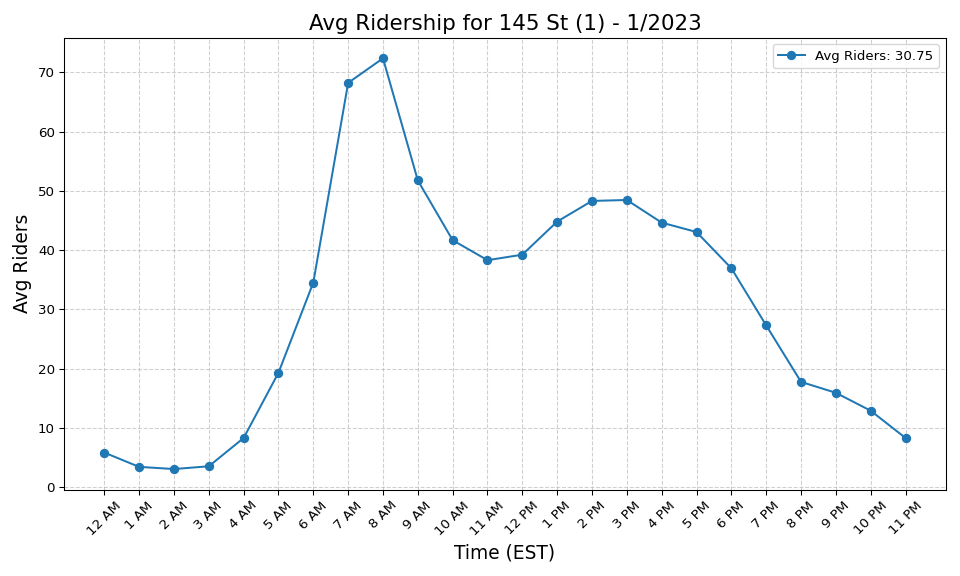 Avg Ridership for 145 St (1) - 1/2023
Avg Riders: 30.75
Avg Riders
70
60
50
40
30
20
10
0
12 AM
1 AM
2 AM
3 AM
4 AM
5 AM
6 AM
7 AM
8 AM
9 AM
10 AM
11 AM
12 PM
1 PM
2 PM
3 PM
4 PM
5 PM
6 PM
7 PM
8 PM
9 PM
10 PM
11 PM
Time (EST)